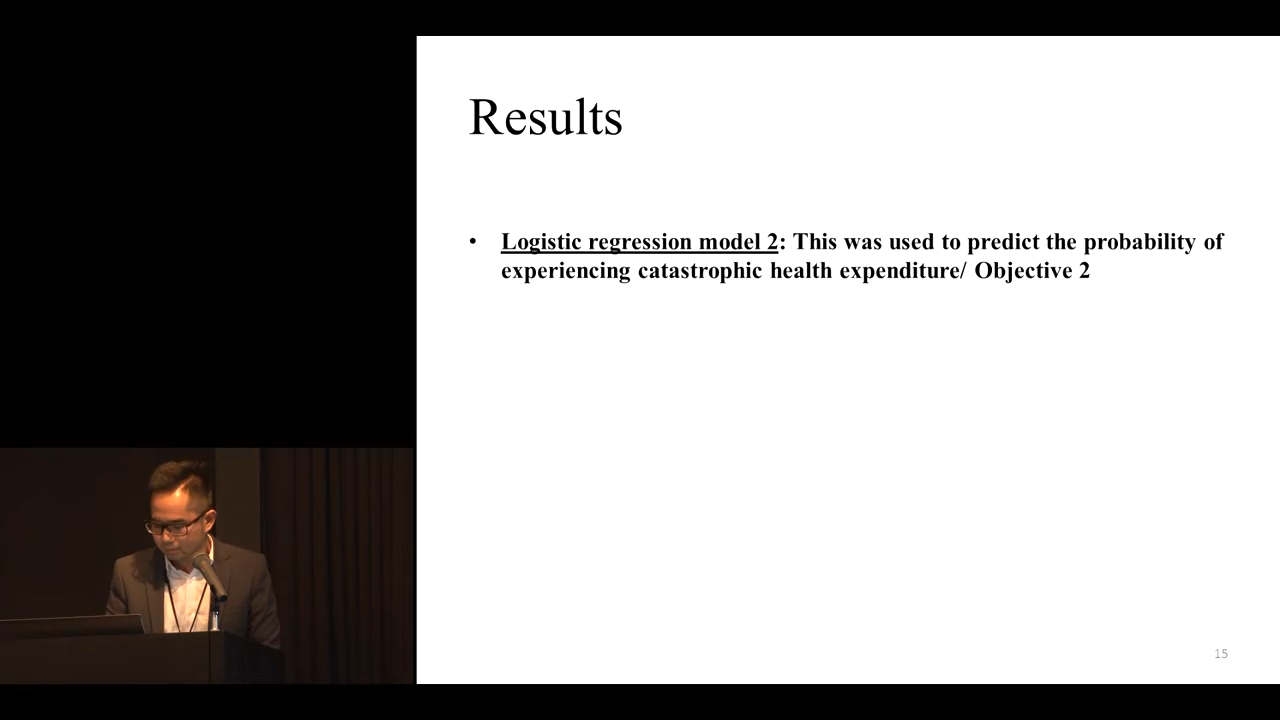 Results
• Logistic regression model 2: This was used to predict the probability of
experiencing catastrophic health expenditure/ Objective 2
15